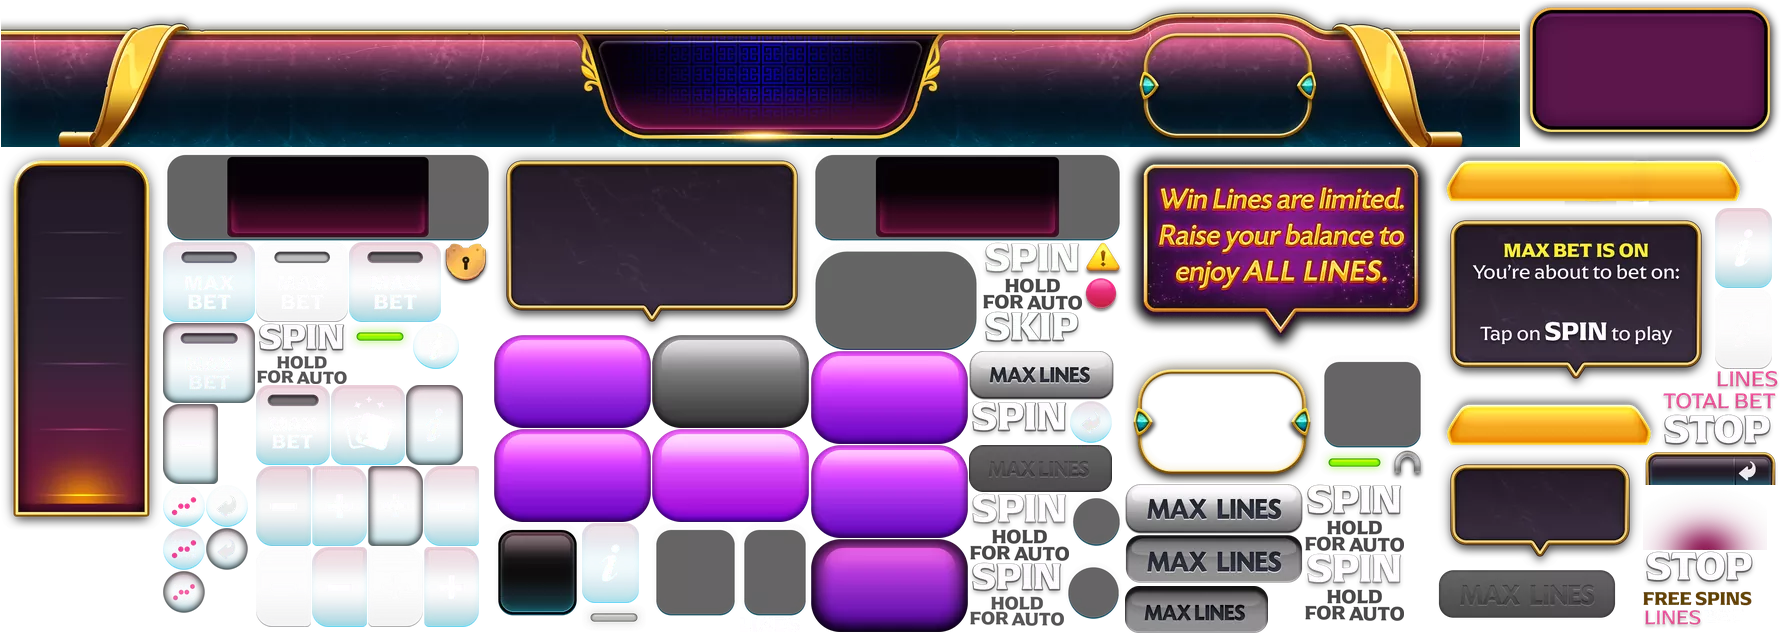 Win Lines are limited.
Raise your balance to
enjoy ALL LINES.
MAX BET IS ON
You're about to bet on:
Tap on SPIN to play
MAX
BET
BET
MAX
BET
BET
SPIN
HOLD
FOR AUTO
BET
SPIN
HOLD
FOR AUTO
SKIP
MAX LINES
SPIN
MAX LINES
SPIN
HOLD
FOR AUTO
SPIN
HOLD
FOR AUTO
MAX LINES
MAX LINES
MAX LINES
SPIN
HOLD
FOR AUTO
SPIN
HOLD
FOR AUTO
LINES
TOTAL BET
STOP
STOP
FREE SPINS
LINES
MAX LINES